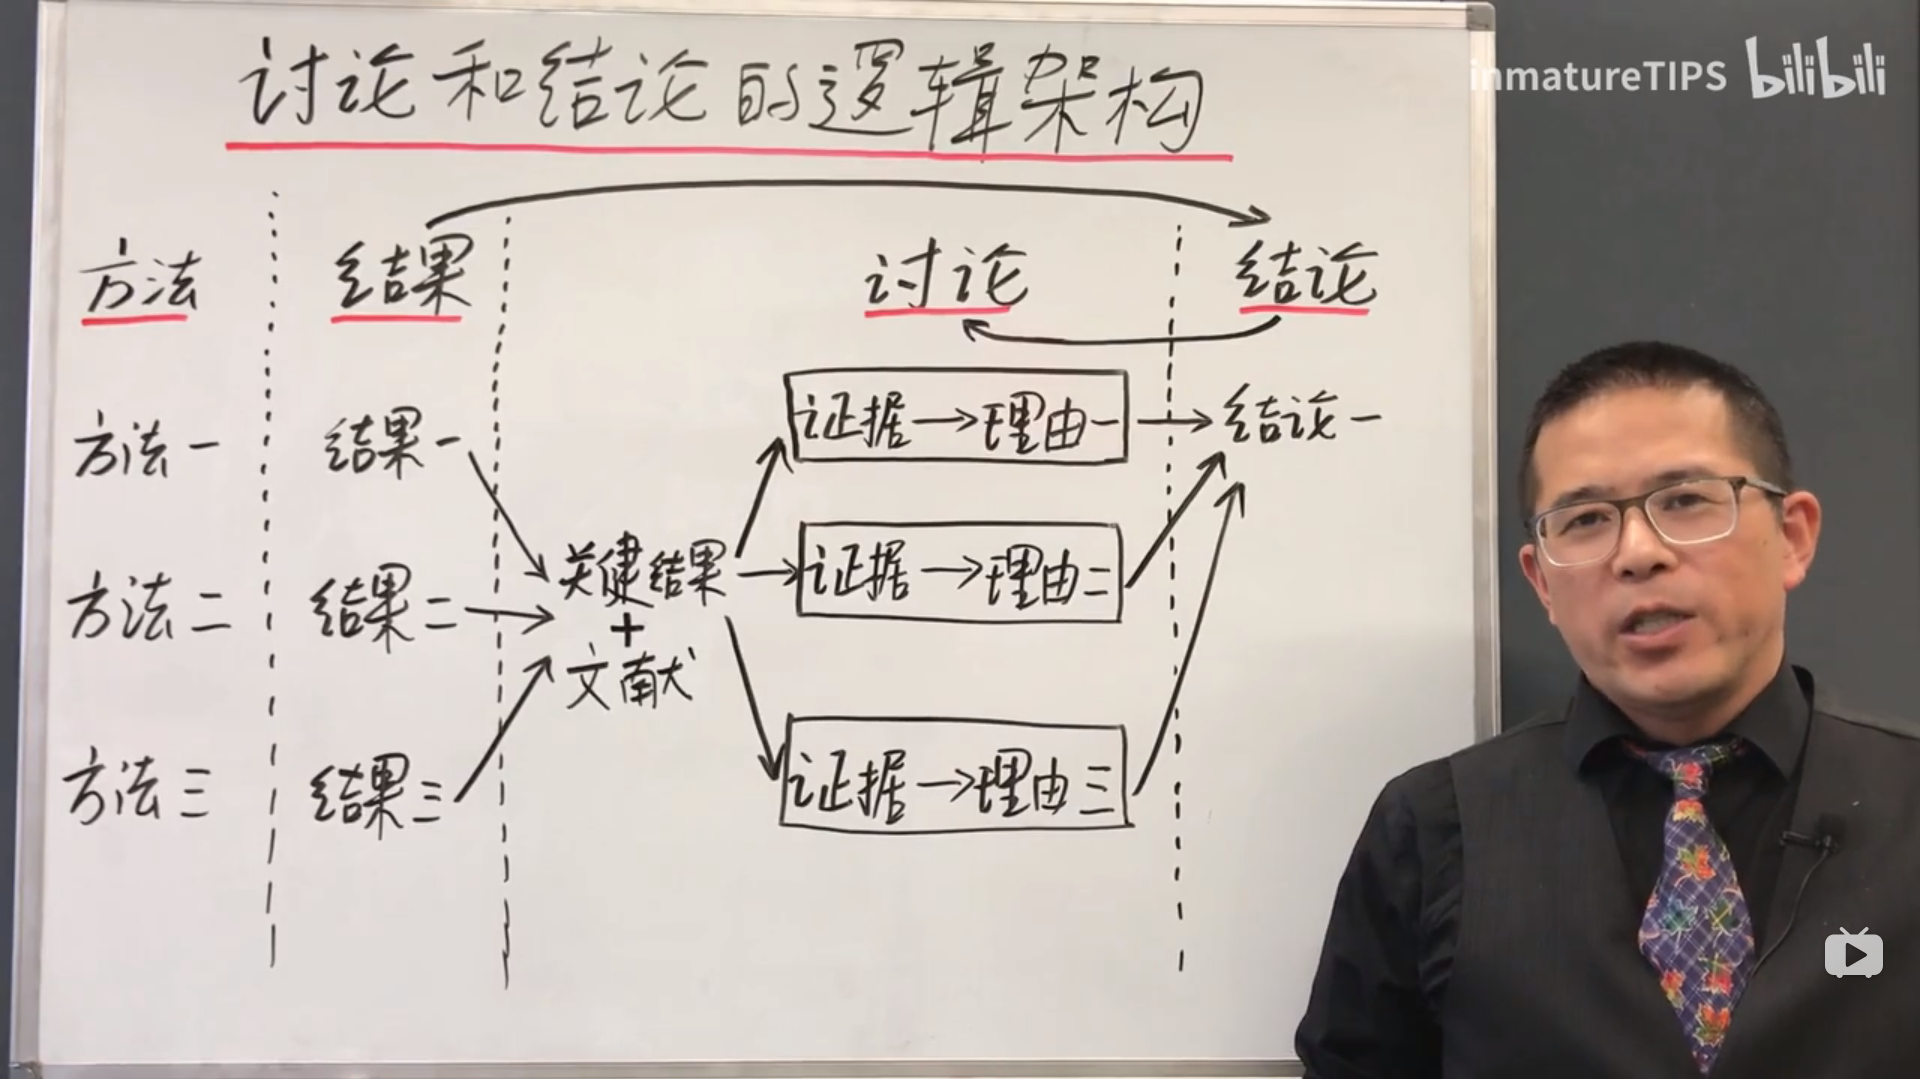 讨论和结论的逻辑架构
inmatureTIPS bilibili
方法 结果 讨论 结论
方法一 结果一 证据→理由一 结论一
方法二 结果二 关键结果 证据→理由二
+
文献
方法三 结果三 证据→理由三